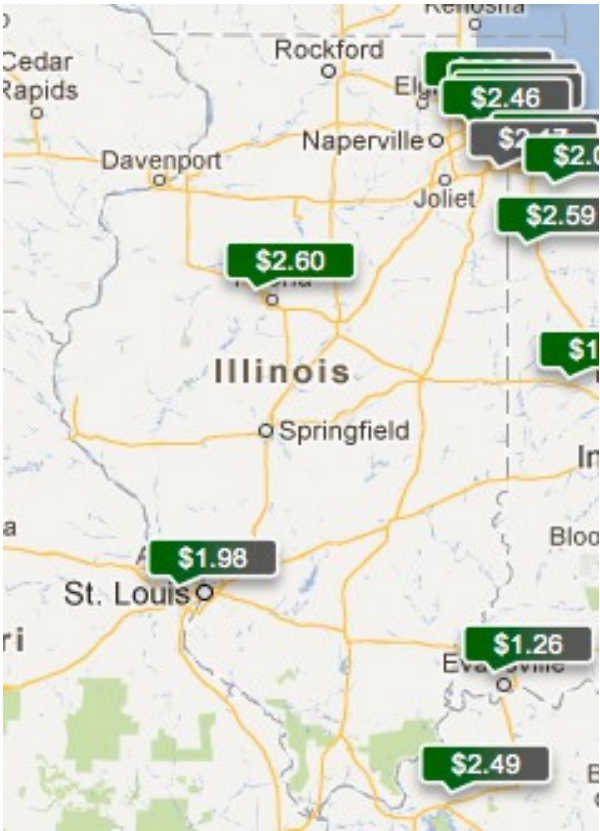 Kenosha
Rockford
Cedar
Rapids
$2.46
Naperville
Davenport
Joliet
$2.59
$2.60
Illinois
Springfield
$1.98
St. Louis
$1.26
Evansville
$2.49